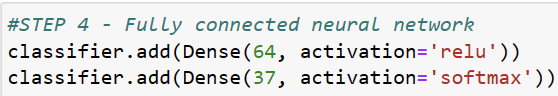 #STEP 4 - Fully connected neural network
classifier.add(Dense(64, activation='relu'))
classifier.add(Dense(37, activation='softmax'))